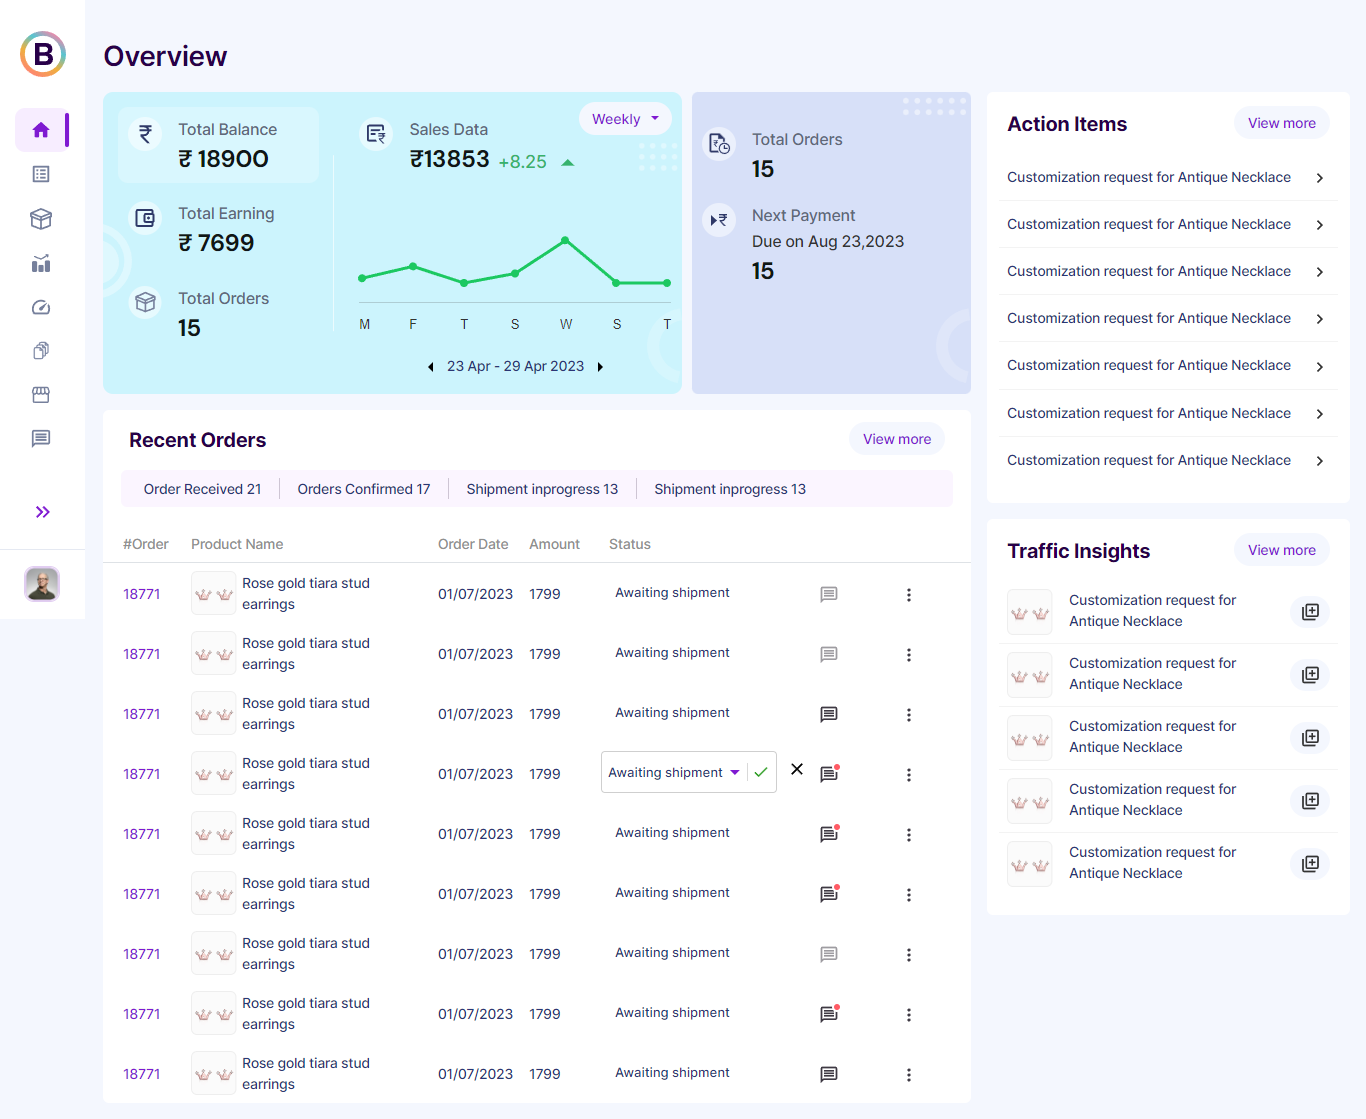 B
Overview
Total Balance
₹ 18900
Total Earning
₹ 7699
Total Orders
15
Sales Data
₹13853 +8.25
Weekly
M F T S W S T
23 Apr - 29 Apr 2023
Total Orders
15
Next Payment
Due on Aug 23,2023
15
Action Items
View more
Customization request for Antique Necklace
Customization request for Antique Necklace
Customization request for Antique Necklace
Customization request for Antique Necklace
Customization request for Antique Necklace
Customization request for Antique Necklace
Customization request for Antique Necklace
Recent Orders
View more
Order Received 21 Orders Confirmed 17 Shipment inprogress 13 Shipment inprogress 13
#Order Product Name Order Date Amount Status
18771 Rose gold tiara stud 01/07/2023 1799 Awaiting shipment
earrings
18771 Rose gold tiara stud 01/07/2023 1799 Awaiting shipment
earrings
18771 Rose gold tiara stud 01/07/2023 1799 Awaiting shipment
earrings
18771 Rose gold tiara stud 01/07/2023 1799 Awaiting shipment
earrings
18771 Rose gold tiara stud 01/07/2023 1799 Awaiting shipment
earrings
18771 Rose gold tiara stud 01/07/2023 1799 Awaiting shipment
earrings
18771 Rose gold tiara stud 01/07/2023 1799 Awaiting shipment
earrings
18771 Rose gold tiara stud 01/07/2023 1799 Awaiting shipment
earrings
18771 Rose gold tiara stud 01/07/2023 1799 Awaiting shipment
earrings
Traffic Insights
View more
Customization request for
Antique Necklace
Customization request for
Antique Necklace
Customization request for
Antique Necklace
Customization request for
Antique Necklace
Customization request for
Antique Necklace